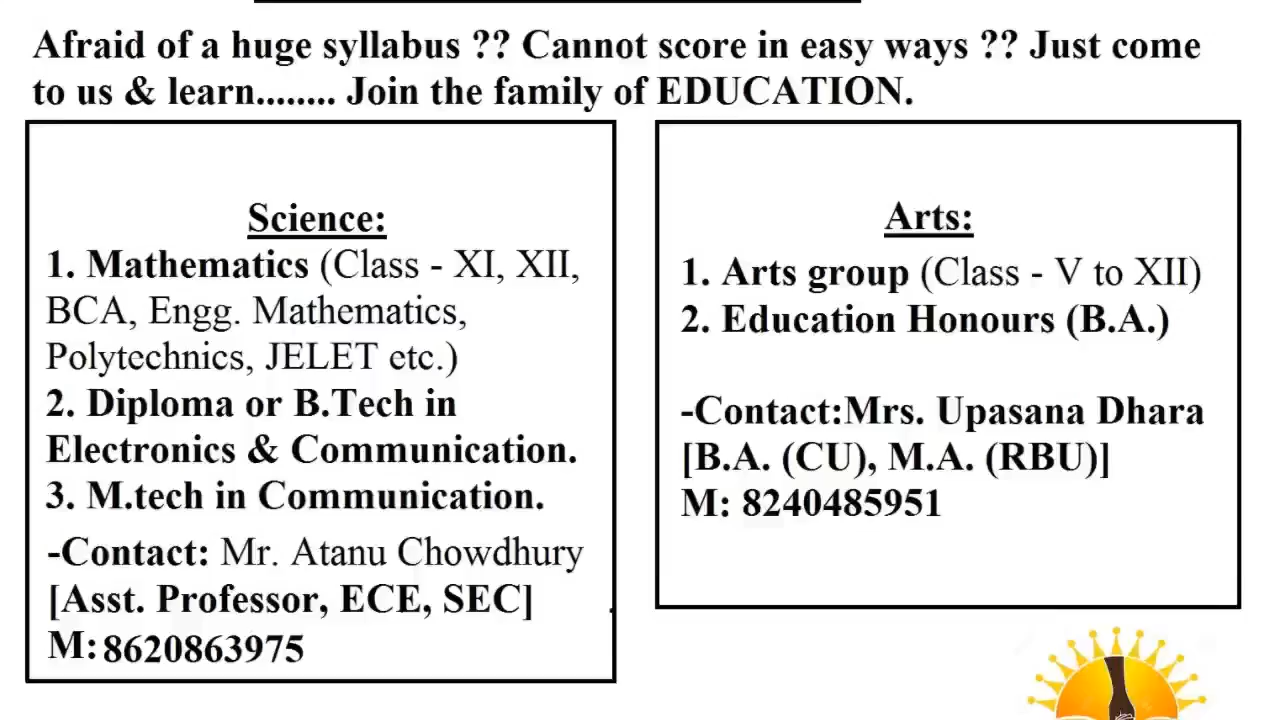 Afraid of a huge syllabus ?? Cannot score in easy ways ?? Just come
to us & learn........ Join the family of EDUCATION.
Science:
1. Mathematics (Class - XI, XII,
BCA, Engg. Mathematics,
Polytechnics, JELET etc.)
2. Diploma or B.Tech in
Electronics & Communication.
3. M.tech in Communication.
-Contact: Mr. Atanu Chowdhury
[Asst. Professor, ECE, SEC]
M: 8620863975
Arts:
1. Arts group (Class - V to XII)
2. Education Honours (B.A.)
-Contact:Mrs. Upasana Dhara
[B.A. (CU), M.A. (RBU)]
M: 8240485951